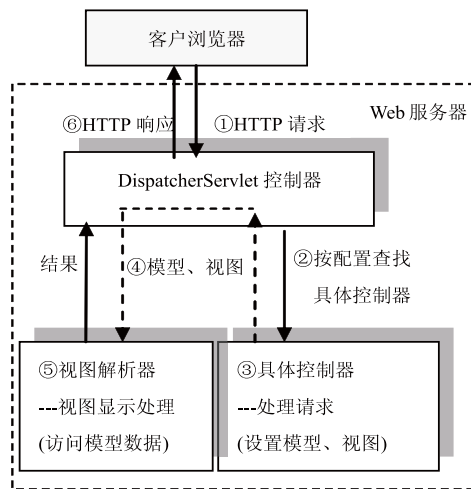 客户浏览器
Web 服务器
⑥HTTP 响应
①HTTP 请求
DispatcherServlet 控制器
结果
④模型、视图
②按配置查找
具体控制器
⑤视图解析器
---视图显示处理
(访问模型数据)
③具体控制器
---处理请求
(设置模型、视图)